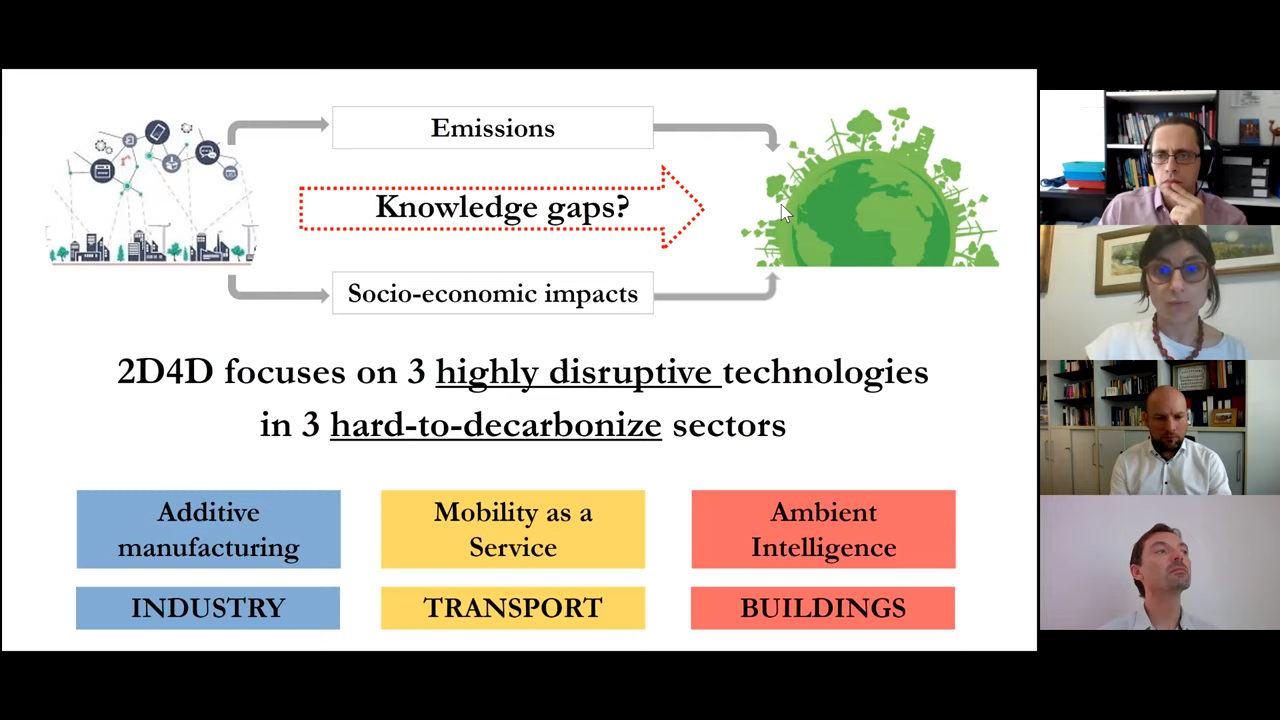 Emissions
Knowledge gaps?
Socio-economic impacts
2D4D focuses on 3 highly disruptive technologies
in 3 hard-to-decarbonize sectors
Additive
manufacturing
Mobility as a
Service
Ambient
Intelligence
INDUSTRY
TRANSPORT
BUILDINGS